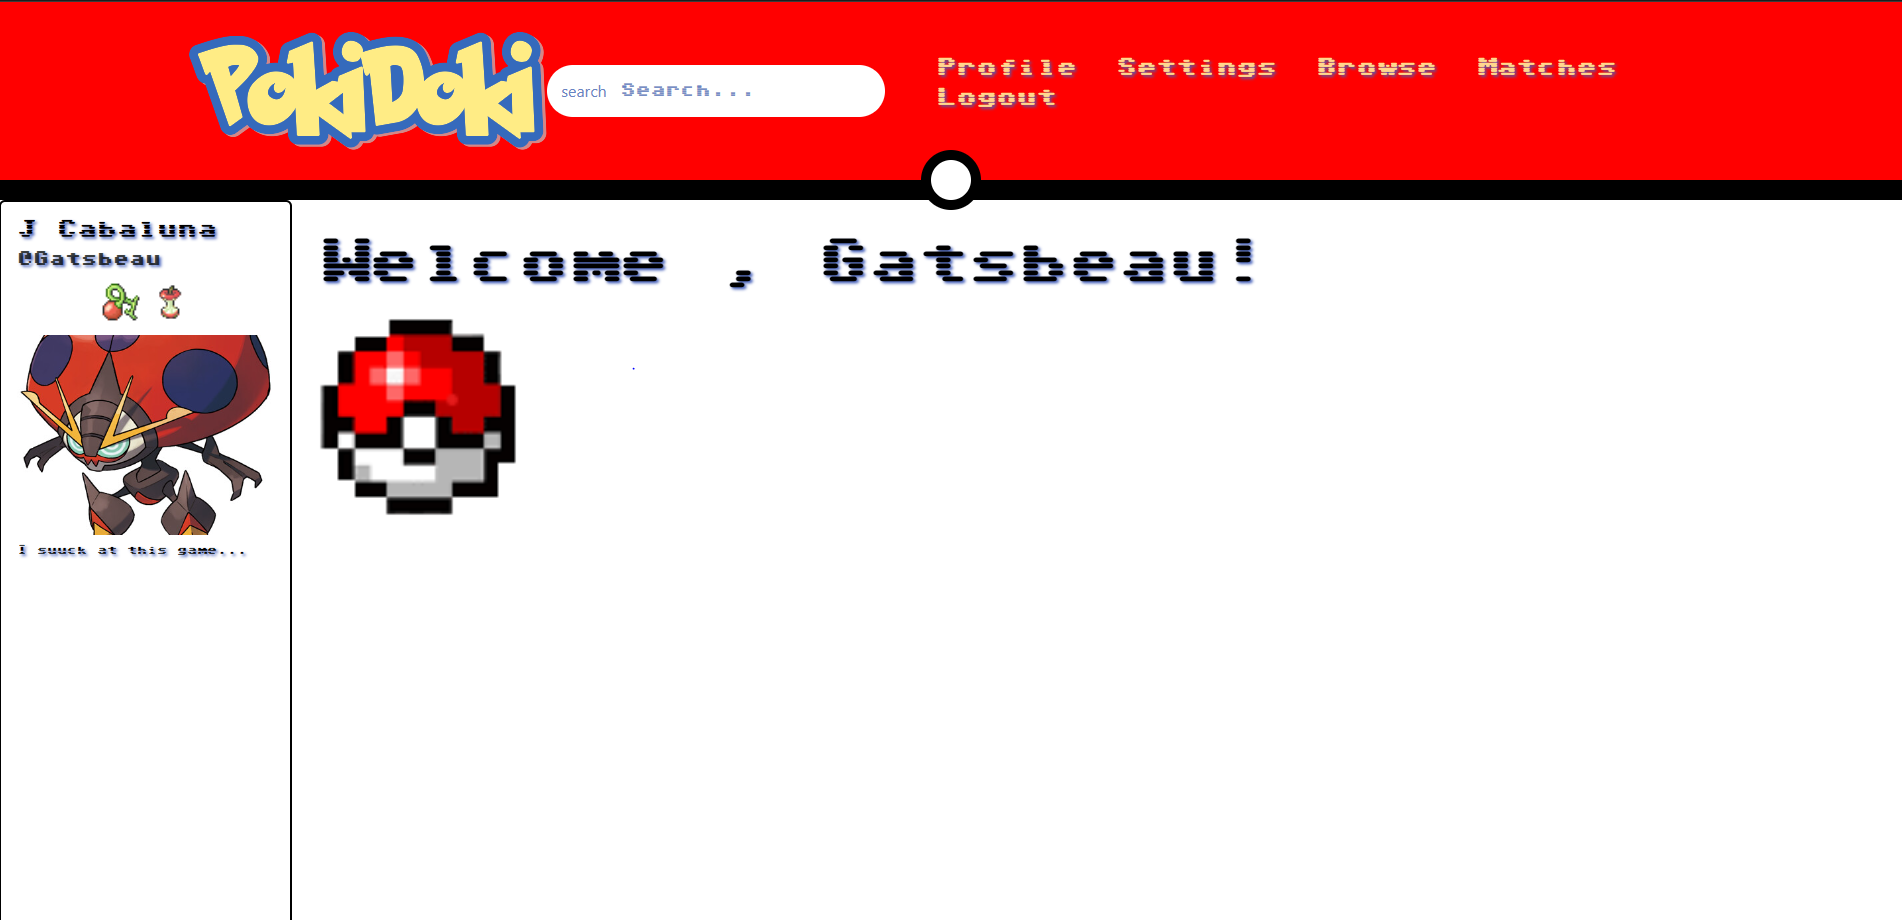 PokiDoki
search Search...
Profile Settings Browse Matches
Logout
J Cabaluna
@Gatsbeau
Welcome , Gatsbeau!
I suuck at this game...